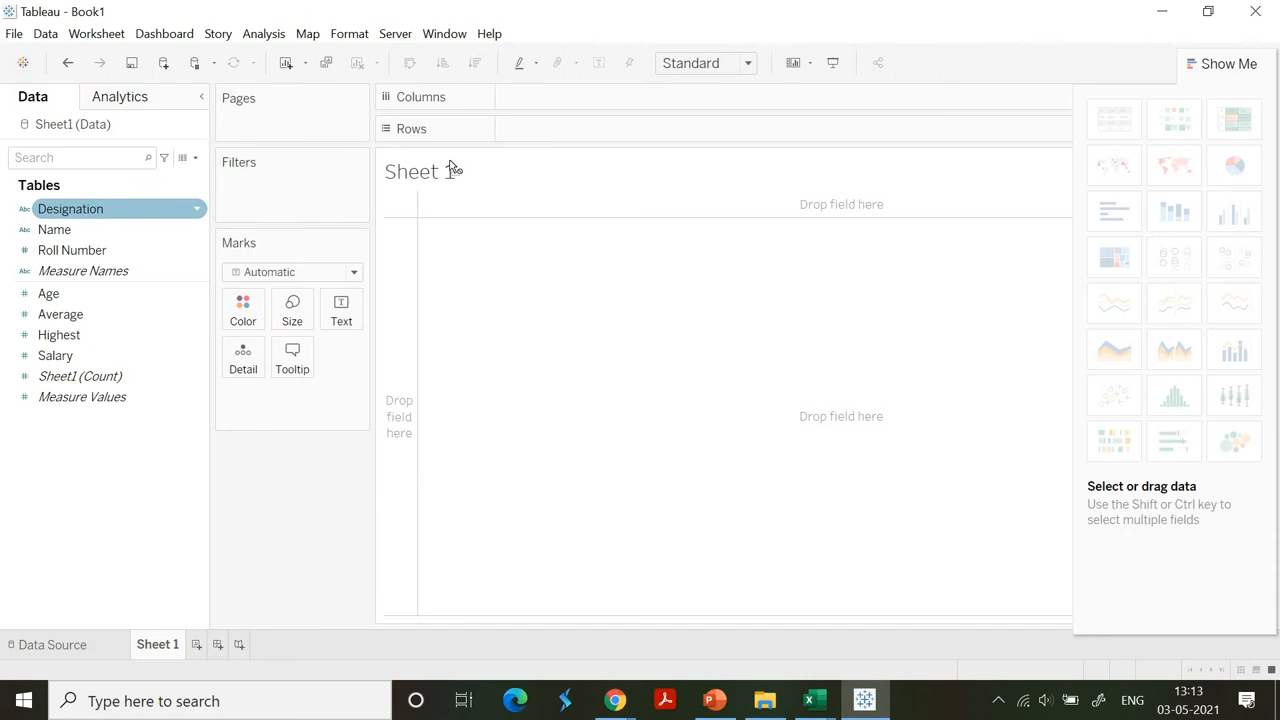 Tableau - Book1
File Data Worksheet Dashboard Story Analysis Map Format Server Window Help
Standard
Show Me
Data Analytics
Pages
Columns
Sheet1 (Data)
Rows
Search
Filters
Sheet 1
Tables
Abc Designation
Drop field here
Abc Name
# Roll Number
Marks
Abc Measure Names
Automatic
# Age
# Average
Color Size Text
# Highest
# Salary
Detail Tooltip
# Sheet1 (Count)
# Measure Values
Drop field here
Drop
field
here
Select or drag data
Use the Shift or Ctrl key to
select multiple fields
Data Source Sheet 1
Type here to search
ENG
13:13
03-05-2021